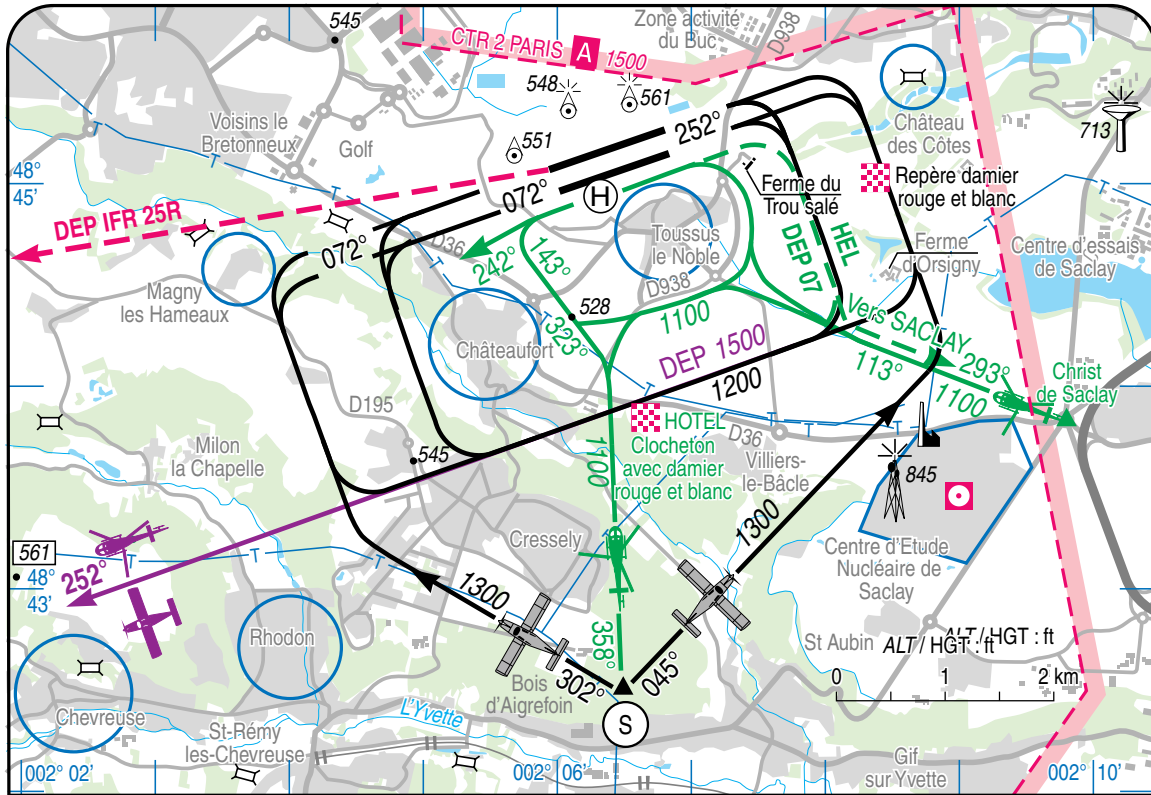 545
Zone activité
du Buc
D938
CTR 2 PARIS A 1500
548
561
551
713
Voisins le
Bretonneux
Golf
Château
des Côtes
48°
45'
252°
072°
DEP IFR 25R
072°
D36
H
Ferme du
Trou salé
Repère damier
rouge et blanc
Toussus
le Noble
D938
242°
143°
HEL
DEP 07
Ferme
d'Orsigny
Centre d'essais
de Saclay
Magny
les Hameaux
528
323°
1100
Châteaufort
Vers SACLAY
DEP 1500
1200
113°
293°
1100
Christ
de Saclay
D195
HOTEL
Clocheton
avec damier
rouge et blanc
D36
Villiers-
le-Bâcle
1100
545
Milon
la Chapelle
845
1300
561
48°
43'
252°
Cressely
1300
Centre d'Etude
Nucléaire de
Saclay
Rhodon
358°
045°
302°
St Aubin
ALT / HGT : ft
ALT / HGT : ft
0 1 2 km
Bois
d'Aigrefoin
S
Chevreuse
St-Rémy
les-Chevreuse
L'Yvette
Gif
sur Yvette
002° 02'
002° 06'
002° 10'